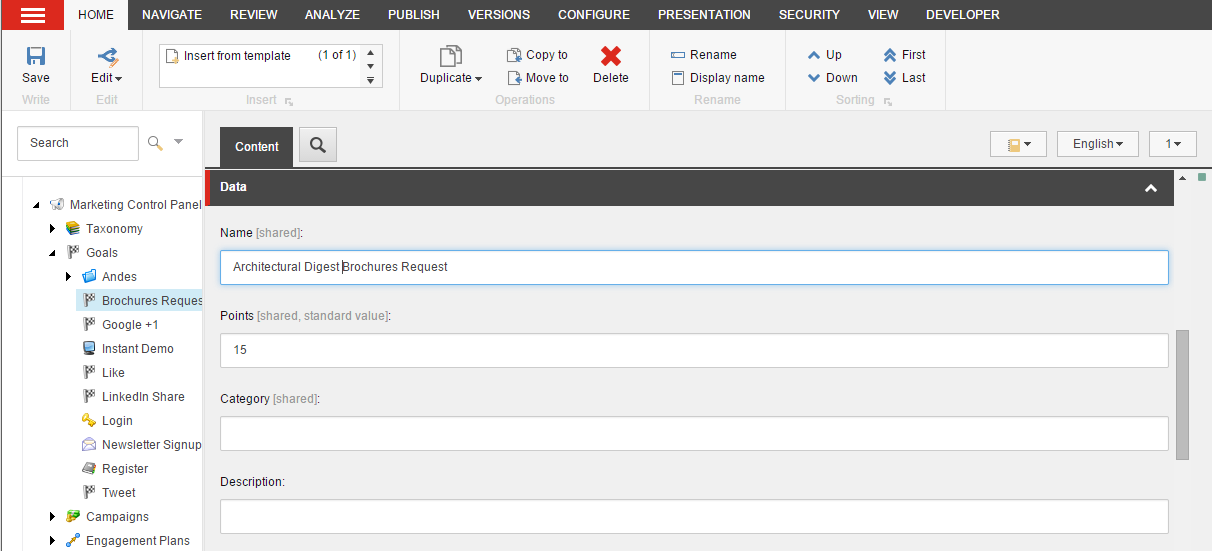 HOME NAVIGATE REVIEW ANALYZE PUBLISH VERSIONS CONFIGURE PRESENTATION SECURITY VIEW DEVELOPER
Save
Write
Edit
Edit
Insert from template (1 of 1)
Insert
Duplicate
Copy to
Move to
Delete
Operations
Rename
Display name
Rename
Up
Down
First
Last
Sorting
Search
Marketing Control Panel
Taxonomy
Goals
Andes
Brochures Reques
Google +1
Instant Demo
Like
LinkedIn Share
Login
Newsletter Signup
Register
Tweet
Campaigns
Engagement Plans
Content
English
1
Data
Name [shared]:
Architectural Digest Brochures Request
Points [shared, standard value]:
15
Category [shared]:
Description: